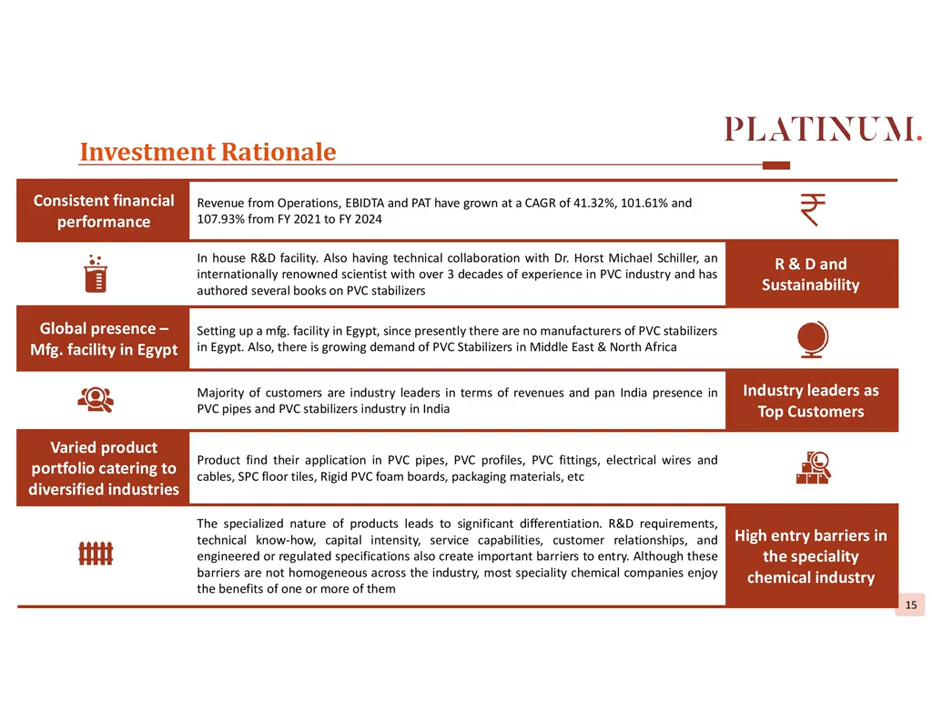 PLATINUM.
Investment Rationale
Consistent financial
performance
Revenue from Operations, EBIDTA and PAT have grown at a CAGR of 41.32%, 101.61% and
107.93% from FY 2021 to FY 2024
In house R&D facility. Also having technical collaboration with Dr. Horst Michael Schiller, an
internationally renowned scientist with over 3 decades of experience in PVC industry and has
authored several books on PVC stabilizers
R & D and
Sustainability
Global presence –
Mfg. facility in Egypt
Setting up a mfg. facility in Egypt, since presently there are no manufacturers of PVC stabilizers
in Egypt. Also, there is growing demand of PVC Stabilizers in Middle East & North Africa
Majority of customers are industry leaders in terms of revenues and pan India presence in
PVC pipes and PVC stabilizers industry in India
Industry leaders as
Top Customers
Varied product
portfolio catering to
diversified industries
Product find their application in PVC pipes, PVC profiles, PVC fittings, electrical wires and
cables, SPC floor tiles, Rigid PVC foam boards, packaging materials, etc
The specialized nature of products leads to significant differentiation. R&D requirements,
technical know-how, capital intensity, service capabilities, customer relationships, and
engineered or regulated specifications also create important barriers to entry. Although these
barriers are not homogeneous across the industry, most speciality chemical companies enjoy
the benefits of one or more of them
High entry barriers in
the speciality
chemical industry
15